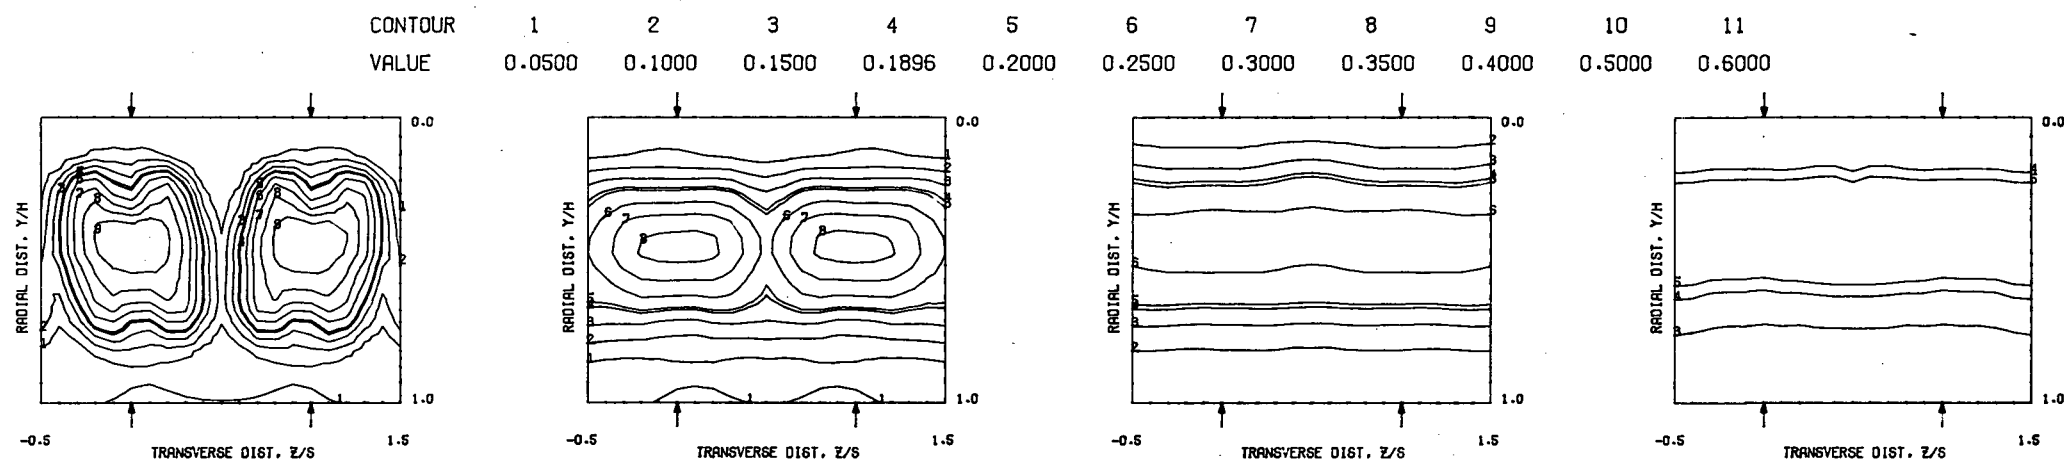 CONTOUR 1 2 3 4 5 6 7 8 9 10 11
VALUE 0.0500 0.1000 0.1500 0.1896 0.2000 0.2500 0.3000 0.3500 0.4000 0.5000 0.6000
0.0 0.0 0.0 0.0
RADIAL DIST. Y/H RADIAL DIST. Y/H RADIAL DIST. Y/H RADIAL DIST. Y/H
1.0 1.0 1.0 1.0
-0.5 1.5 -0.5 1.5 -0.5 1.5 -0.5 1.5
TRANSVERSE DIST. Z/S TRANSVERSE DIST. Z/S TRANSVERSE DIST. Z/S TRANSVERSE DIST. Z/S